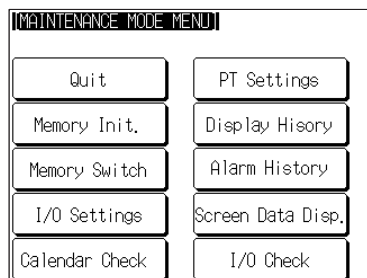 [MAINTENANCE MODE MENU]
Quit
PT Settings
Memory Init.
Display Hisory
Memory Switch
Alarm History
I/O Settings
Screen Data Disp.
Calendar Check
I/O Check